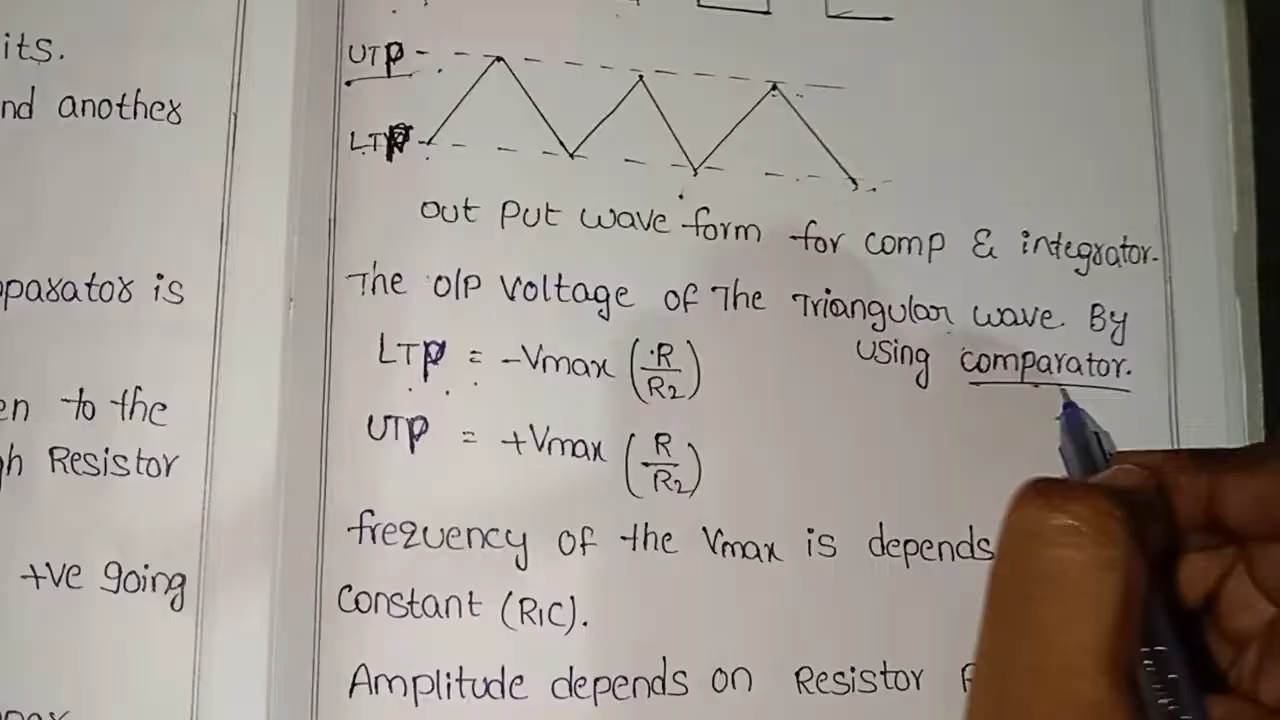 its.
nd another
parator is
en to the
gh Resistor
+ve going
UTP
LTP
out put wave form for comp & integrator.
The O/P voltage of The Triangular wave. By
using comparator.
LTP = -Vmax (R/R2)
UTP = +Vmax (R/R2)
frequency of the Vmax is depends
constant (R1C).
Amplitude depends on Resistor